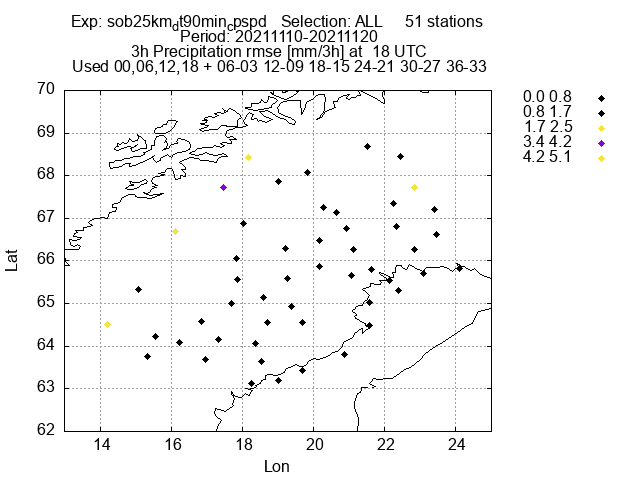 Exp: sob25km_dt90min_cpspd   Selection: ALL     51 stations
Period: 20211110-20211120
3h Precipitation rmse [mm/3h] at  18 UTC
Used 00,06,12,18 + 06-03 12-09 18-15 24-21 30-27 36-33
0.0 0.8
0.8 1.7
1.7 2.5
3.4 4.2
4.2 5.1
70
69
68
67
66
65
64
63
62
Lat
14 16 18 20 22 24
Lon